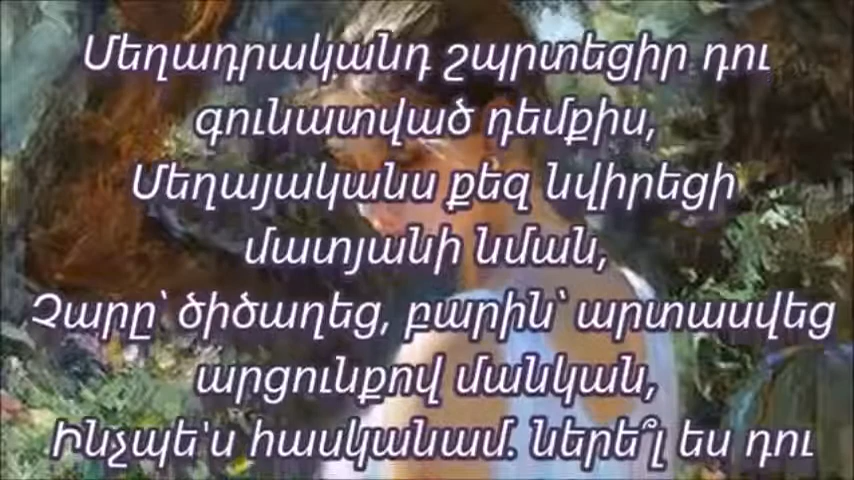 Մեղադրականդ շպրտեցիր դու
գունատված դեմքիս,
Մեղայականս քեզ նվիրեցի
մատյանի նման,
Չարը՝ ծիծաղեց, բարին՝ արտասվեց
արցունքով մանկան,
Ինչպե՛ս հասկանամ. ներե՞լ ես դու